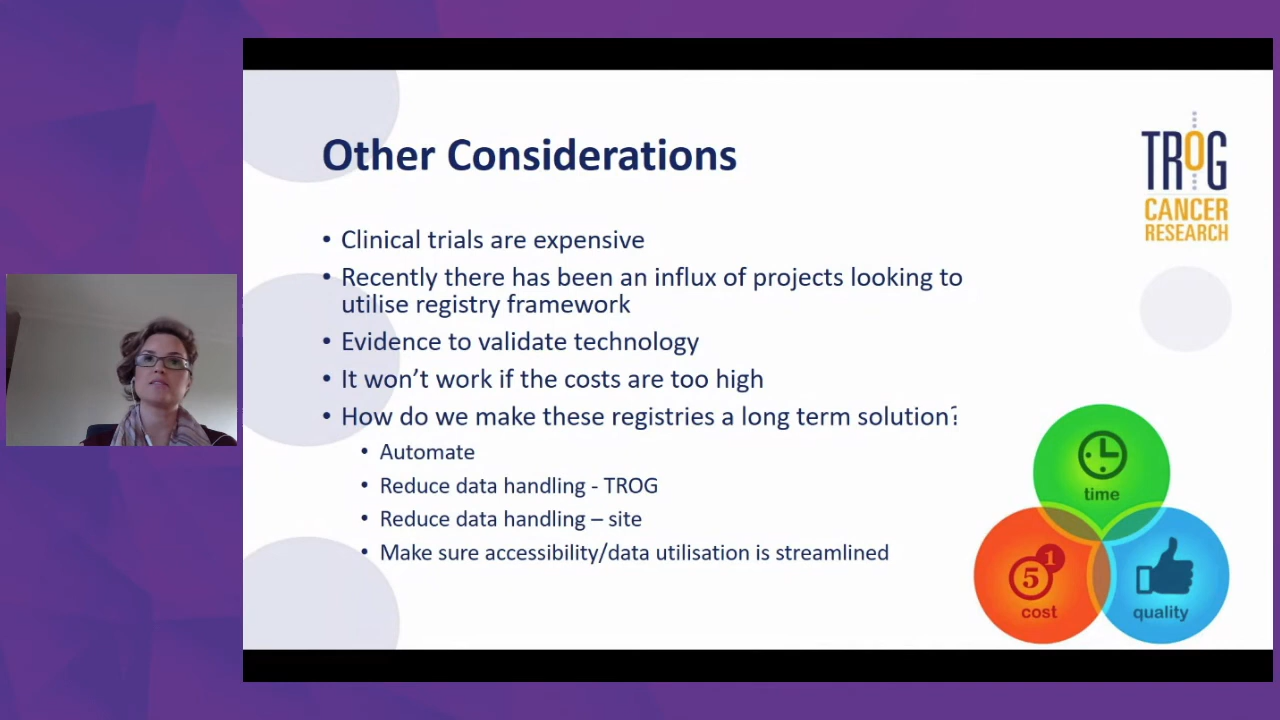 Other Considerations
TROG
CANCER
RESEARCH
• Clinical trials are expensive
• Recently there has been an influx of projects looking to
utilise registry framework
• Evidence to validate technology
• It won't work if the costs are too high
• How do we make these registries a long term solution?
• Automate
• Reduce data handling - TROG
• Reduce data handling – site
• Make sure accessibility/data utilisation is streamlined
time
5 1
cost
quality